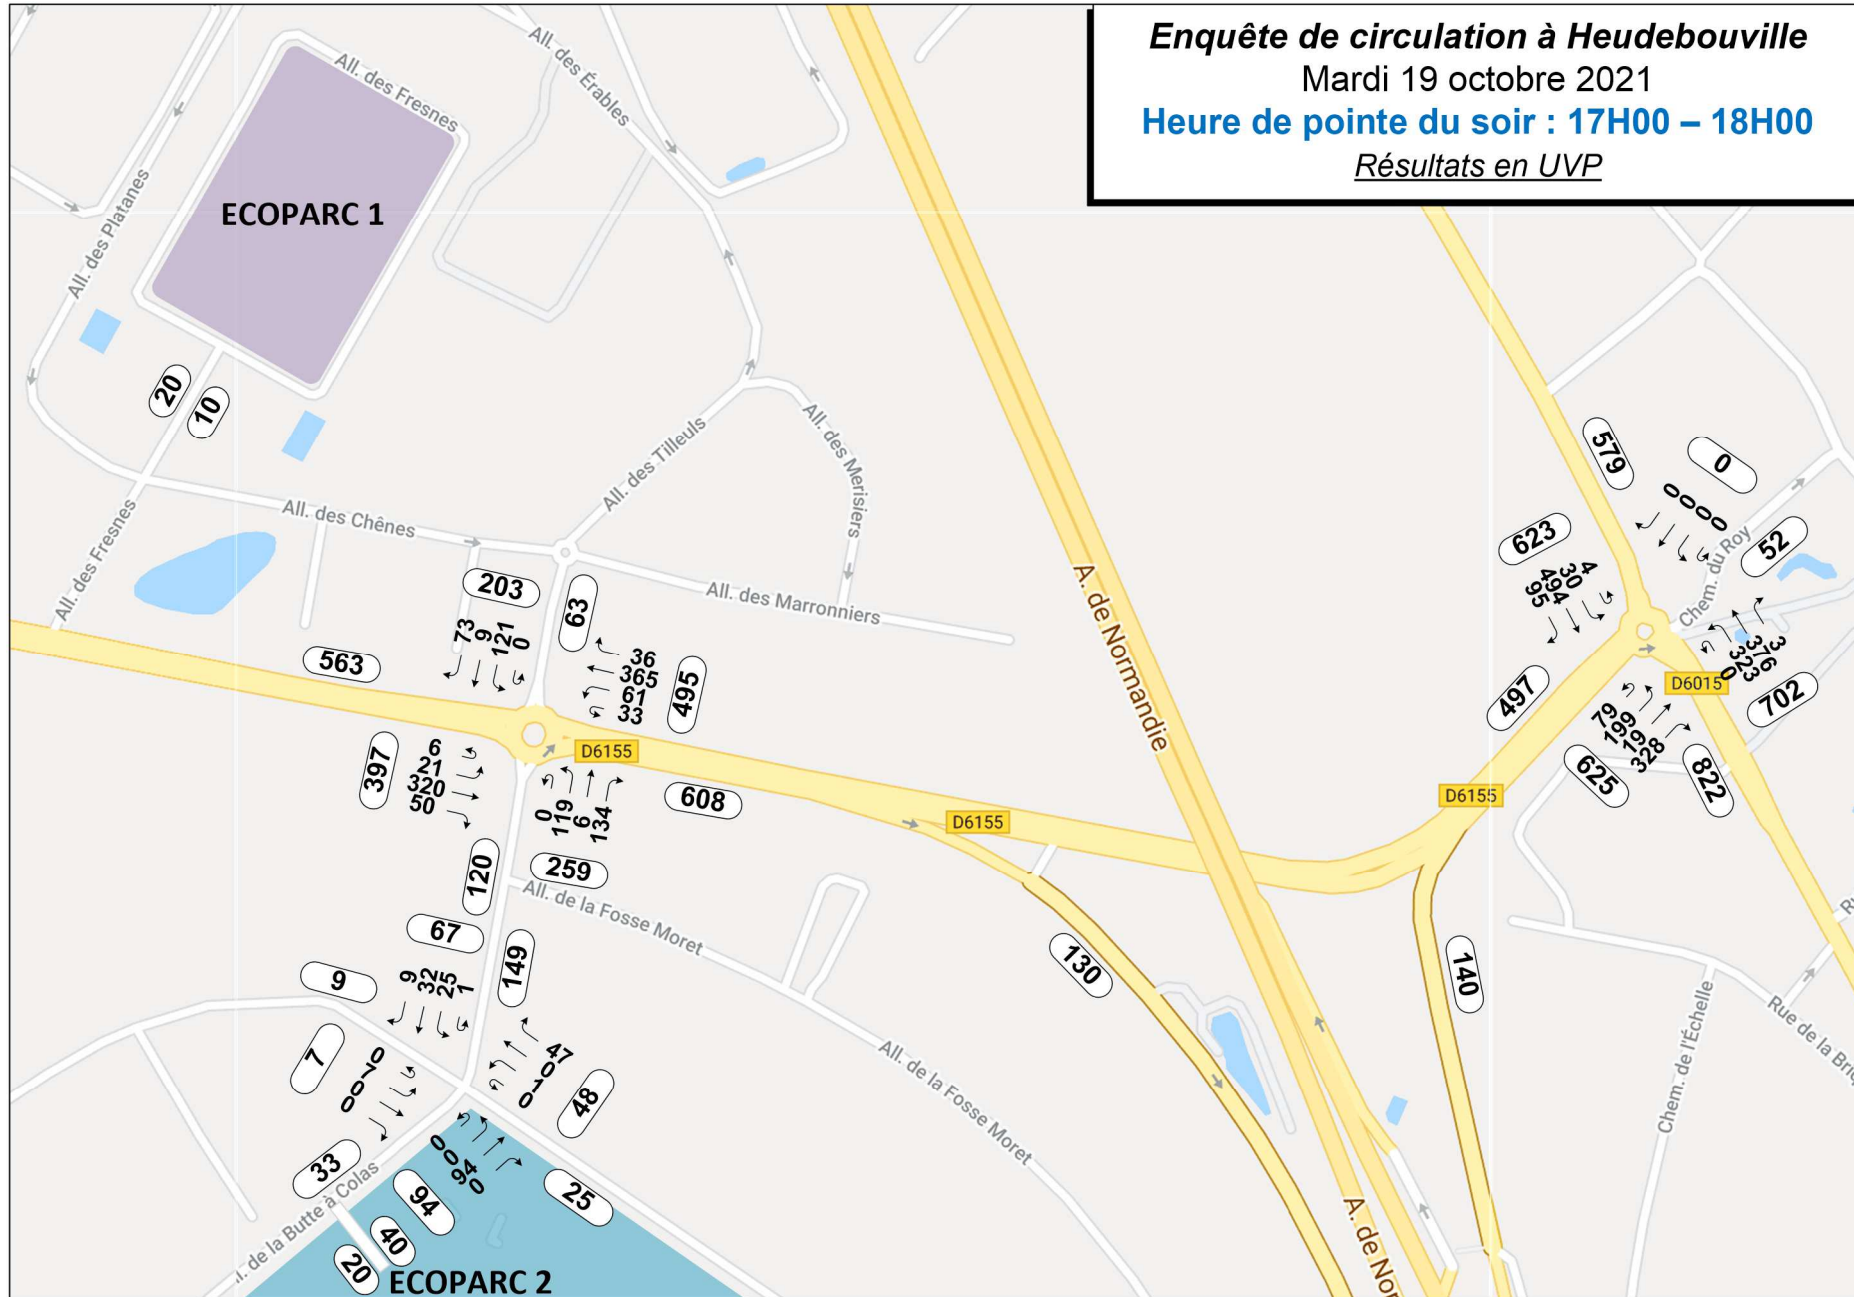 Enquête de circulation à Heudebouville
Mardi 19 octobre 2021
Heure de pointe du soir : 17H00 – 18H00
Résultats en UVP
All. des Érables
All. des Fresnes
ECOPARC 1
All. des Platanes
20
10
All. des Tilleuls
All. des Merisiers
All. des Chênes
All. des Fresnes
All. des Marronniers
A. de Normandie
203
63
73
9
121
0
563
36
365
61
33
495
397
6
21
320
50
D6155
0
119
6
134
608
120
259
D6155
D6155
All. de la Fosse Moret
67
149
9
9
32
25
1
7
0
7
0
0
47
0
1
0
48
33
0
0
94
0
94
25
40
20
ECOPARC 2
l. de la Butte à Colas
All. de la Fosse Moret
130
140
A. de Nor
579
0
0
0
0
0
623
4
30
494
95
52
Chem. du Roy
3
376
323
0
D6015
702
497
79
199
19
328
625
822
Chem. de l'Échelle
Rue de la Briq
R